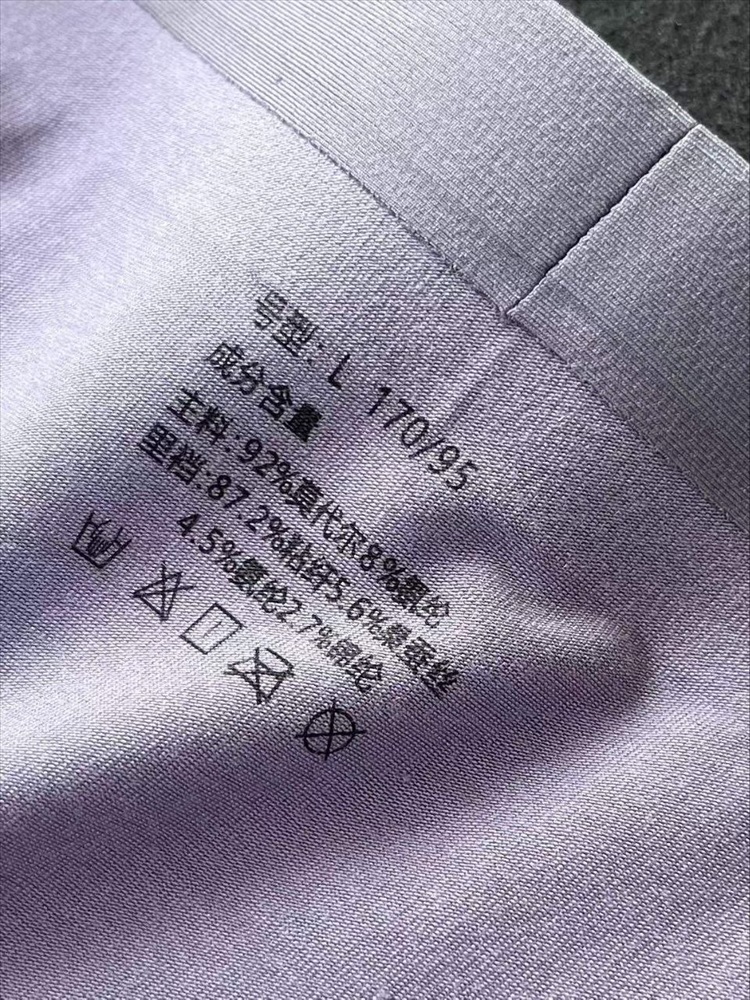 号型: L 170/95
成分含量
主料:92%莫代尔8%氨纶
里裆:87.2%粘纤5.6%桑蚕丝
4.5%氨纶2.7%锦纶